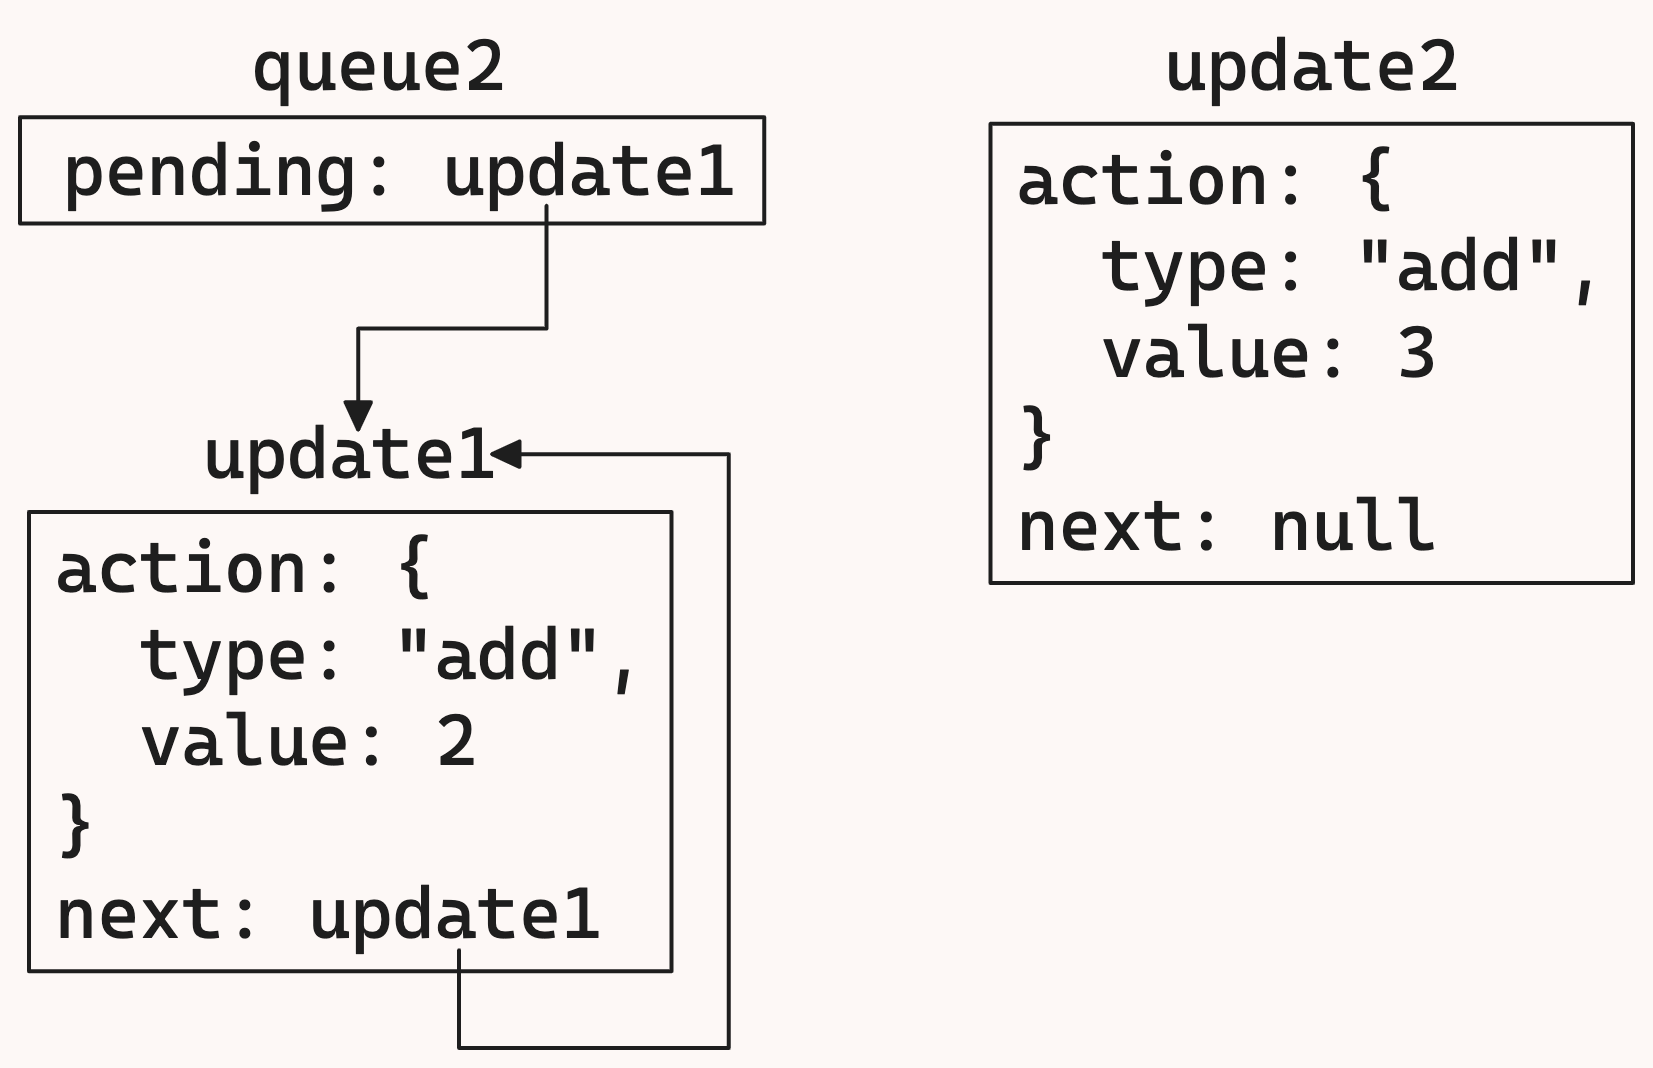 queue2
pending: update1
update1
action: {
  type: "add",
  value: 2
}
next: update1
update2
action: {
  type: "add",
  value: 3
}
next: null